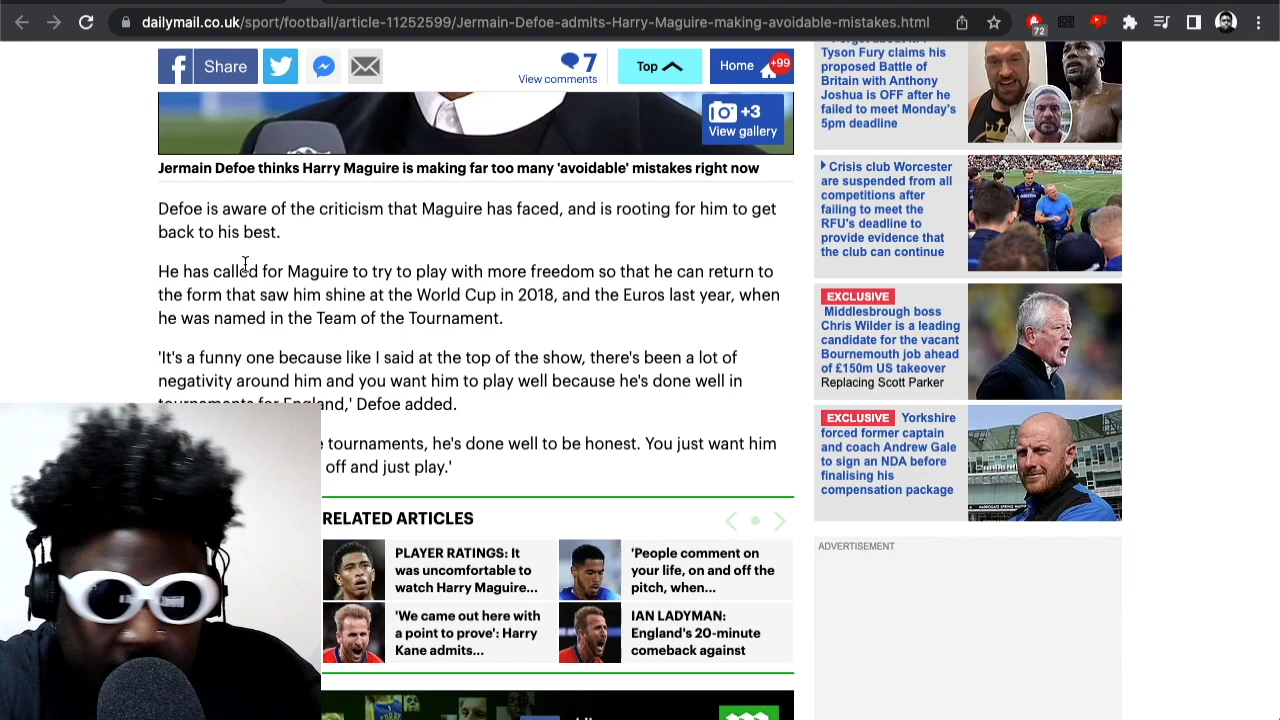 dailymail.co.uk/sport/football/article-11252599/Jermain-Defoe-admits-Harry-Maguire-making-avoidable-mistakes.html
72
Share
7
View comments
Top
Home
+99
+3
View gallery
Jermain Defoe thinks Harry Maguire is making far too many 'avoidable' mistakes right now
Defoe is aware of the criticism that Maguire has faced, and is rooting for him to get
back to his best.
He has called for Maguire to try to play with more freedom so that he can return to
the form that saw him shine at the World Cup in 2018, and the Euros last year, when
he was named in the Team of the Tournament.
'It's a funny one because like I said at the top of the show, there's been a lot of
negativity around him and you want him to play well because he's done well in
tournaments for England,' Defoe added.
tournaments, he's done well to be honest. You just want him
off and just play.'
RELATED ARTICLES
PLAYER RATINGS: It
was uncomfortable to
watch Harry Maguire...
'People comment on
your life, on and off the
pitch, when...
'We came out here with
a point to prove': Harry
Kane admits...
IAN LADYMAN:
England's 20-minute
comeback against
Tyson Fury claims his
proposed Battle of
Britain with Anthony
Joshua is OFF after he
failed to meet Monday's
5pm deadline
Crisis club Worcester
are suspended from all
competitions after
failing to meet the
RFU's deadline to
provide evidence that
the club can continue
EXCLUSIVE
Middlesbrough boss
Chris Wilder is a leading
candidate for the vacant
Bournemouth job ahead
of £150m US takeover
Replacing Scott Parker
EXCLUSIVE Yorkshire
forced former captain
and coach Andrew Gale
to sign an NDA before
finalising his
compensation package
ADVERTISEMENT